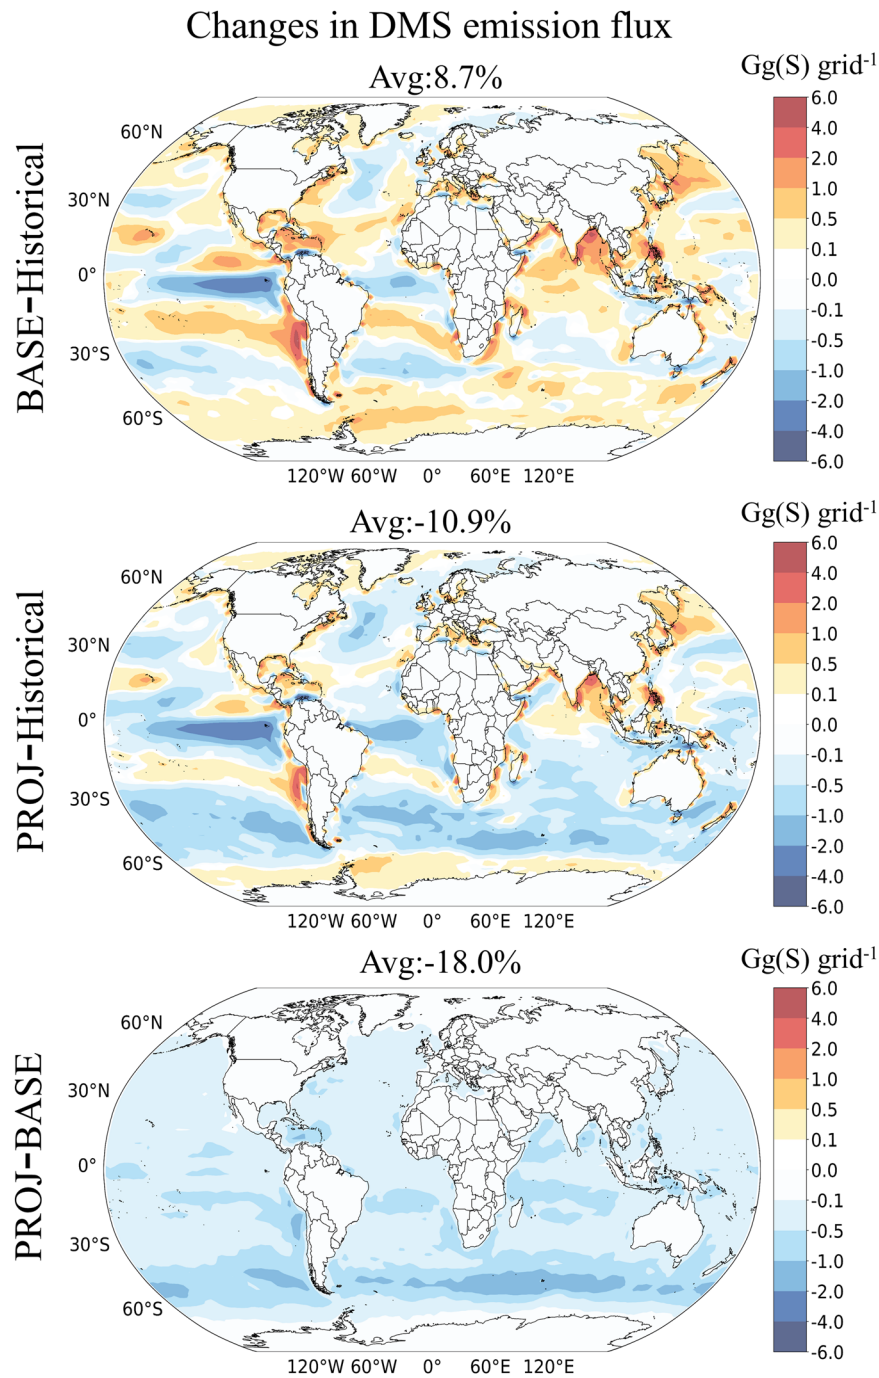 Changes in DMS emission flux
Avg:8.7%
Gg(S) grid-1
BASE−Historical
60°N
30°N
0°
30°S
60°S
120°W 60°W 0° 60°E 120°E
6.0
4.0
2.0
1.0
0.5
0.1
0.0
-0.1
-0.5
-1.0
-2.0
-4.0
-6.0
Avg:-10.9%
Gg(S) grid-1
PROJ−Historical
60°N
30°N
0°
30°S
60°S
120°W 60°W 0° 60°E 120°E
6.0
4.0
2.0
1.0
0.5
0.1
0.0
-0.1
-0.5
-1.0
-2.0
-4.0
-6.0
Avg:-18.0%
Gg(S) grid-1
PROJ−BASE
60°N
30°N
0°
30°S
60°S
120°W 60°W 0° 60°E 120°E
6.0
4.0
2.0
1.0
0.5
0.1
0.0
-0.1
-0.5
-1.0
-2.0
-4.0
-6.0